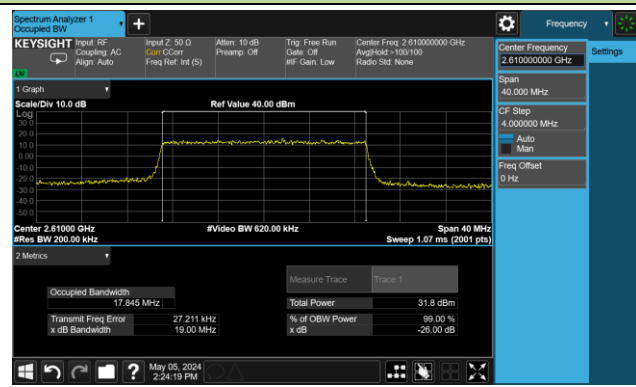 Spectrum Analyzer 1
Occupied BW
+
Frequency
KEYSIGHT
Input: RF
Coupling: AC
Align: Auto
Input Z: 50 Ω
Corr CCorr
Freq Ref: Int (S)
Atten: 10 dB
Preamp: Off
Trig: Free Run
Gate: Off
#IF Gain: Low
Center Freq: 2.610000000 GHz
Avg|Hold:>100/100
Radio Std: None
LXI
Center Frequency
2.610000000 GHz
Settings
Span
40.000 MHz
CF Step
4.000000 MHz
Auto
Man
Freq Offset
0 Hz
1 Graph
Scale/Div 10.0 dB
Ref Value 40.00 dBm
Log
30.0
20.0
10.0
0.00
-10.0
-20.0
-30.0
-40.0
-50.0
Center 2.61000 GHz
#Video BW 620.00 kHz
Span 40 MHz
#Res BW 200.00 kHz
Sweep 1.07 ms (2001 pts)
2 Metrics
Measure Trace
Trace 1
Occupied Bandwidth
17.845 MHz
Total Power
31.8 dBm
Transmit Freq Error
27.211 kHz
% of OBW Power
99.00 %
x dB Bandwidth
19.00 MHz
x dB
-26.00 dB
?
May 05, 2024
2:24:19 PM